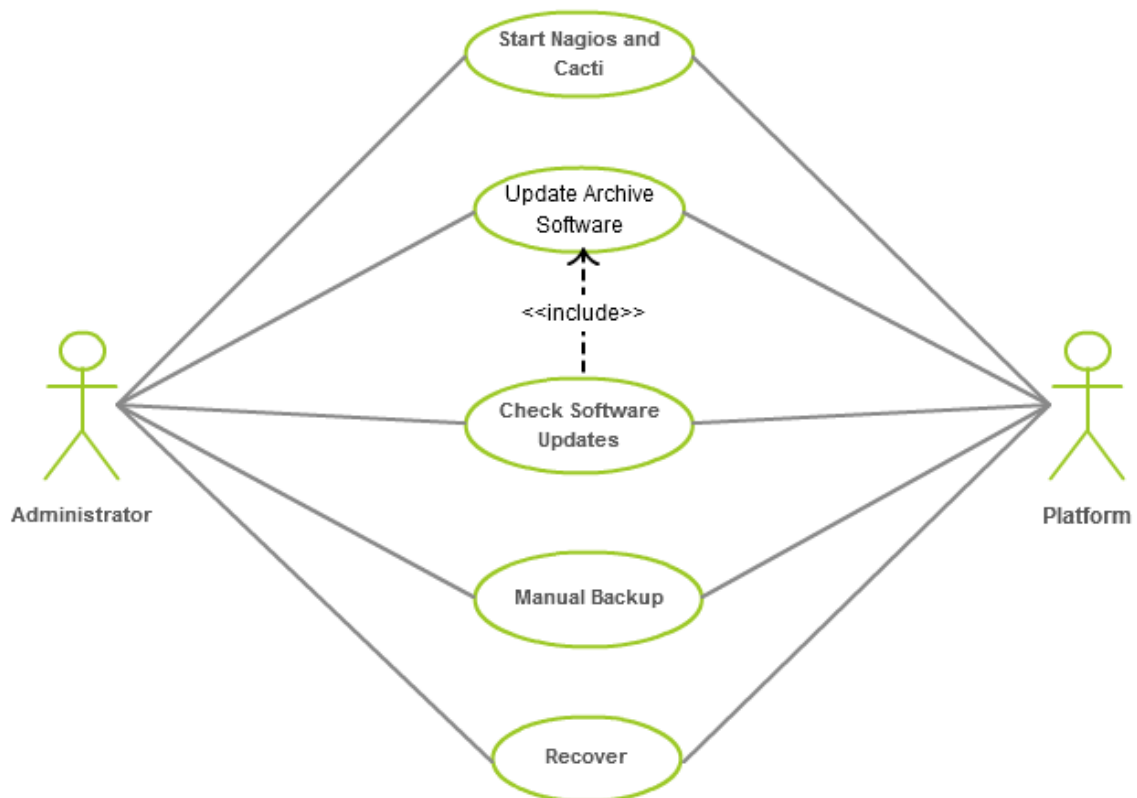 Start Nagios and
Cacti
Update Archive
Software
<<include>>
Check Software
Updates
Administrator
Platform
Manual Backup
Recover